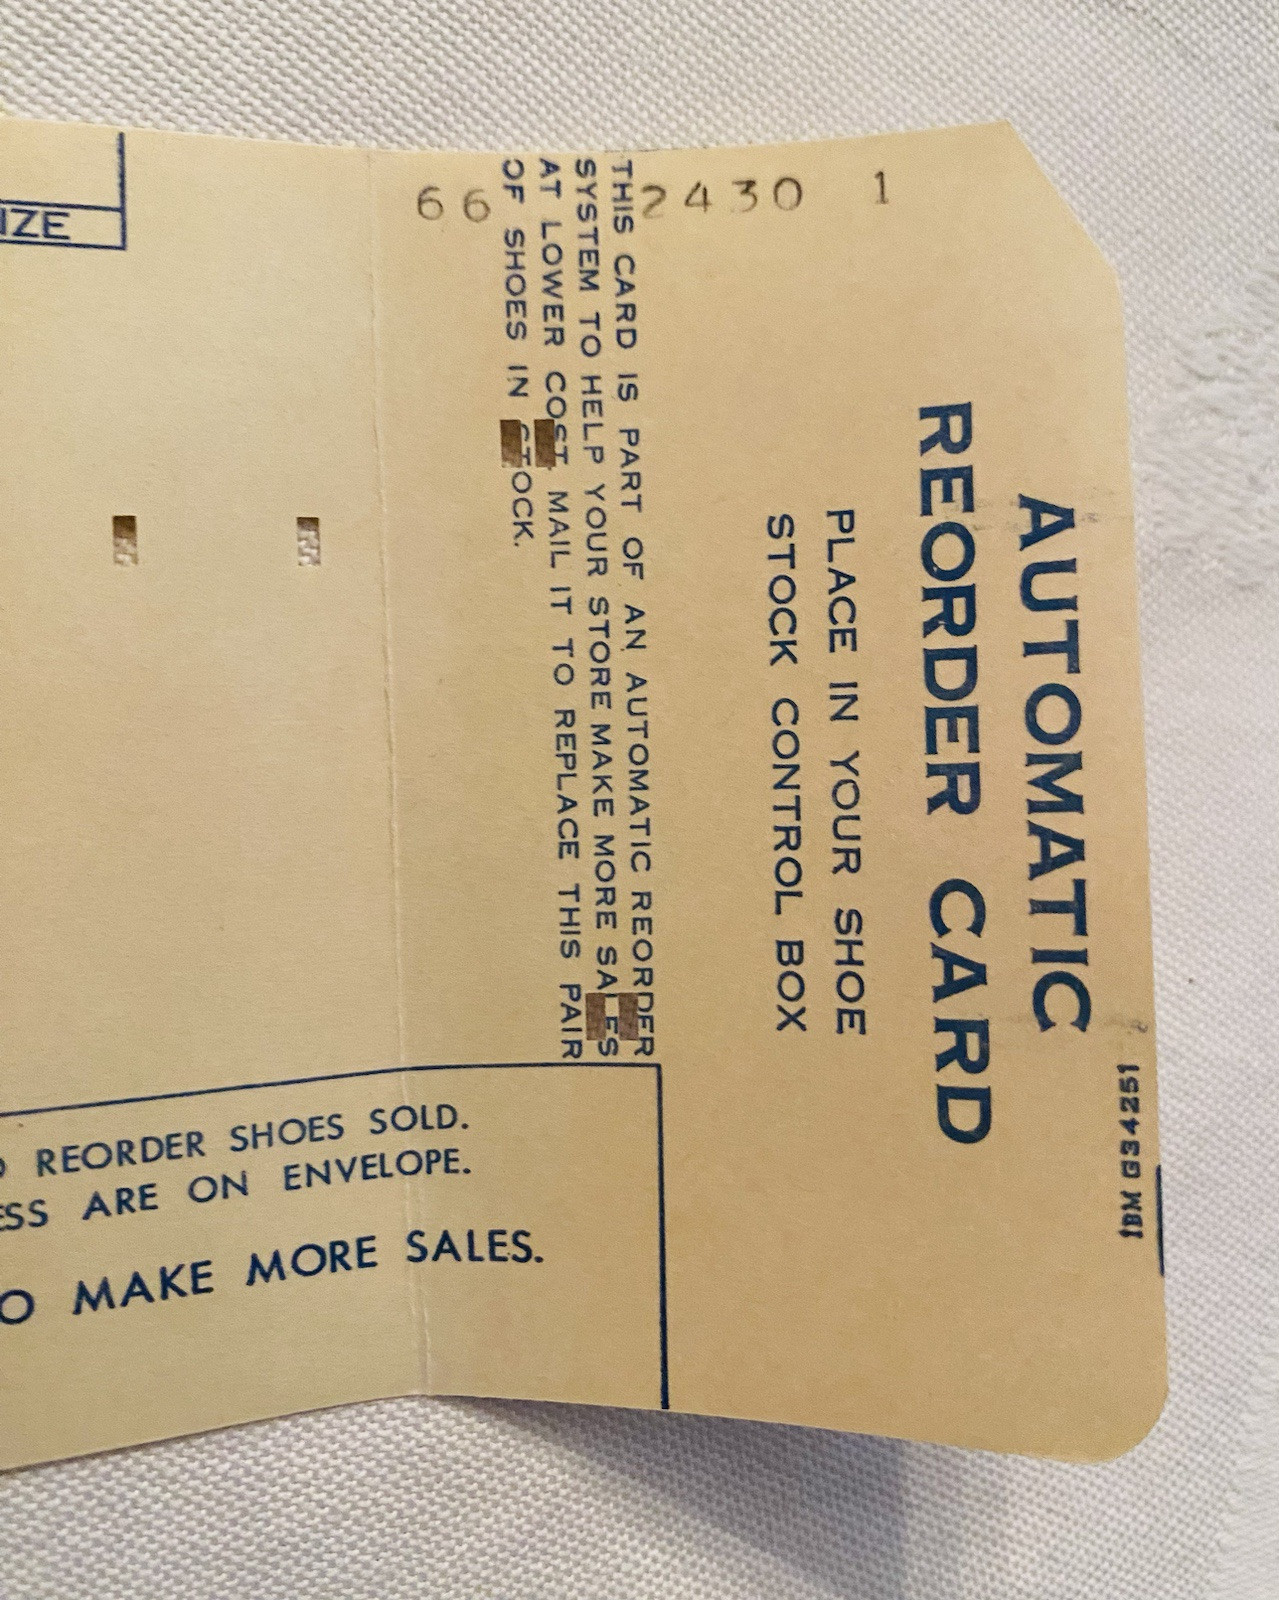 AUTOMATIC
REORDER CARD
PLACE IN YOUR SHOE
STOCK CONTROL BOX
THIS CARD IS PART OF AN AUTOMATIC REORDER
SYSTEM TO HELP YOUR STORE MAKE MORE SALES
AT LOWER COST. MAIL IT TO REPLACE THIS PAIR
OF SHOES IN STOCK.
66 2430 1
IZE
REORDER SHOES SOLD.
ESS ARE ON ENVELOPE.
O MAKE MORE SALES.
IBM G34251